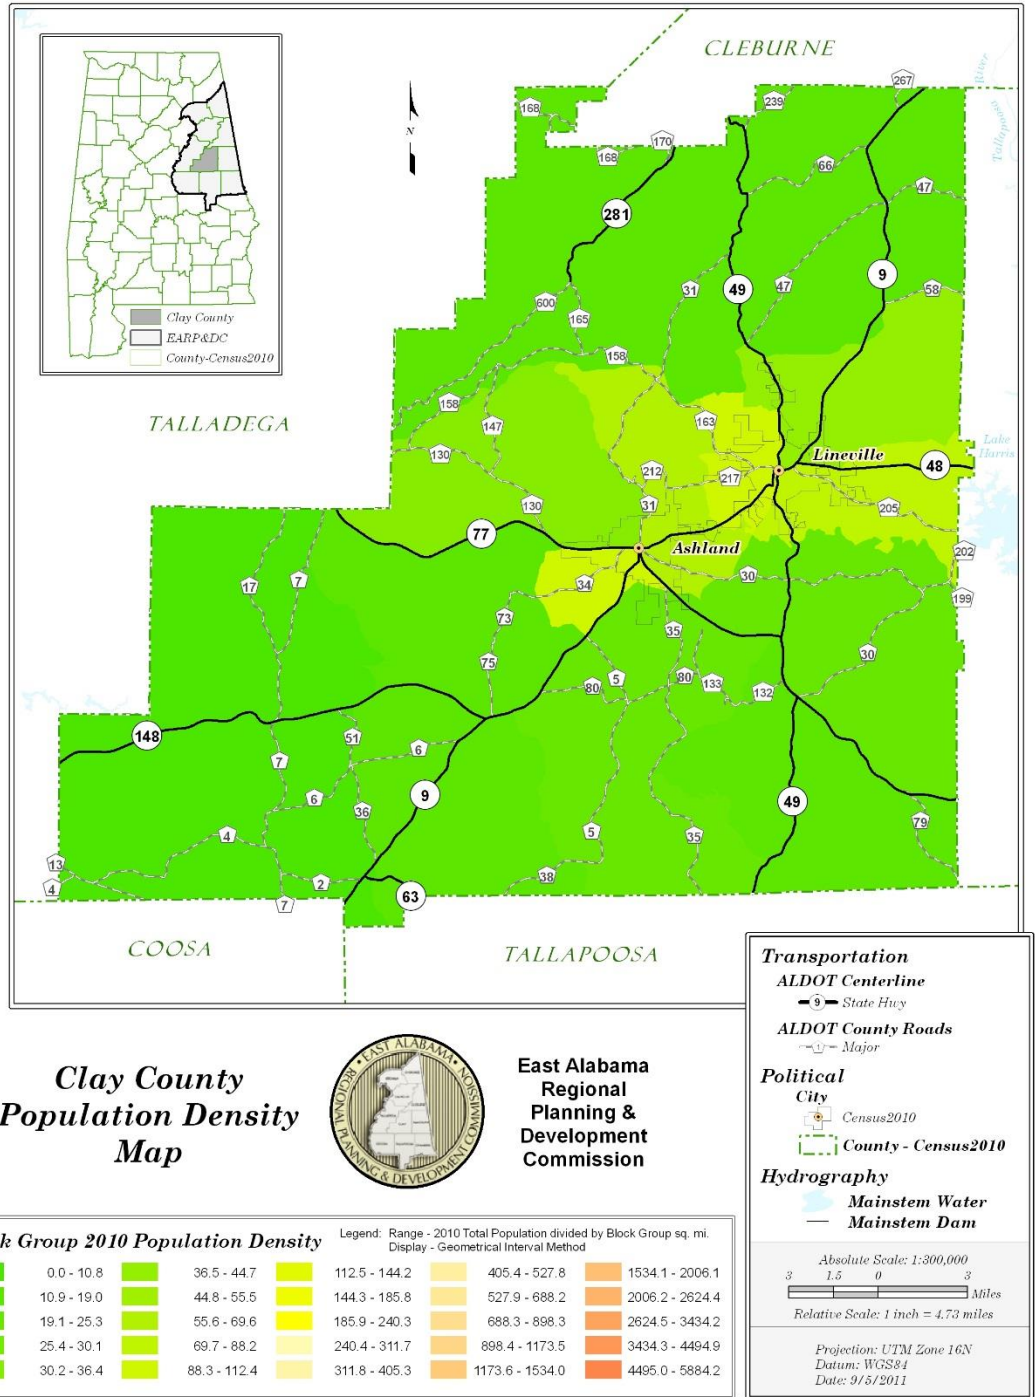 CLEBURNE
267
239
168
170
168
66
River
Tallapoosa
N
47
281
9
49
31
47
58
600
165
Clay County
EARP&DC
County-Census2010
158
158
TALLADEGA
147
163
130
Lineville
Lake
Harris
48
212
217
31
130
205
77
Ashland
202
17
7
34
30
199
73
35
30
75
5
80
80
133
132
148
51
6
7
9
6
36
49
4
5
35
79
13
4
2
38
63
7
COOSA
TALLAPOOSA
Transportation
ALDOT Centerline
9 State Hwy
ALDOT County Roads
1 Major
Political
City
Census2010
County - Census2010
Hydrography
Mainstem Water
Mainstem Dam
Absolute Scale: 1:300,000
3 1.5 0 3
Miles
Relative Scale: 1 inch = 4.73 miles
Projection: UTM Zone 16N
Datum: WGS84
Date: 9/5/2011
Clay County
Population Density
Map
EAST ALABAMA
REGIONAL PLANNING & DEVELOPMENT COMMISSION
East Alabama
Regional
Planning &
Development
Commission
k Group 2010 Population Density
Legend: Range - 2010 Total Population divided by Block Group sq. mi.
Display - Geometrical Interval Method
0.0 - 10.8 36.5 - 44.7 112.5 - 144.2 405.4 - 527.8 1534.1 - 2006.1
10.9 - 19.0 44.8 - 55.5 144.3 - 185.8 527.9 - 688.2 2006.2 - 2624.4
19.1 - 25.3 55.6 - 69.6 185.9 - 240.3 688.3 - 898.3 2624.5 - 3434.2
25.4 - 30.1 69.7 - 88.2 240.4 - 311.7 898.4 - 1173.5 3434.3 - 4494.9
30.2 - 36.4 88.3 - 112.4 311.8 - 405.3 1173.6 - 1534.0 4495.0 - 5884.2